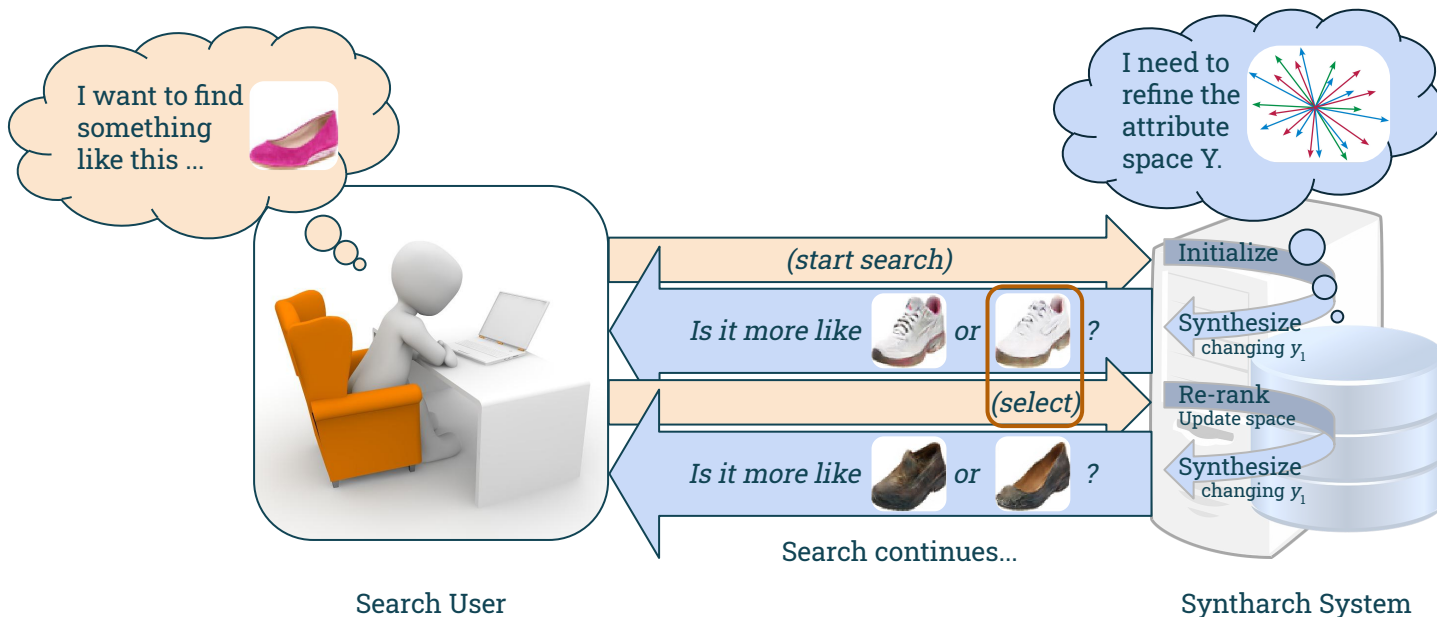 I want to find
something
like this ...
I need to
refine the
attribute
space Y.
(start search)
Initialize
Is it more like or ?
Synthesize
changing y₁
(select)
Re-rank
Update space
Is it more like or ?
Synthesize
changing y₁
Search continues...
Search User
Syntharch System